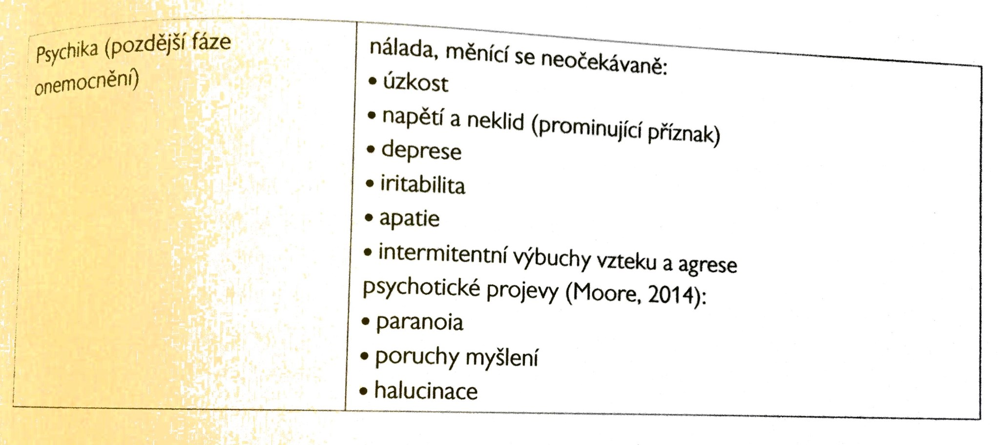 Psychika (pozdější fáze
onemocnění)
nálada, měnící se neočekávaně:
• úzkost
• napětí a neklid (prominující příznak)
• deprese
• iritabilita
• apatie
• intermitentní výbuchy vzteku a agrese
psychotické projevy (Moore, 2014):
• paranoia
• poruchy myšlení
• halucinace